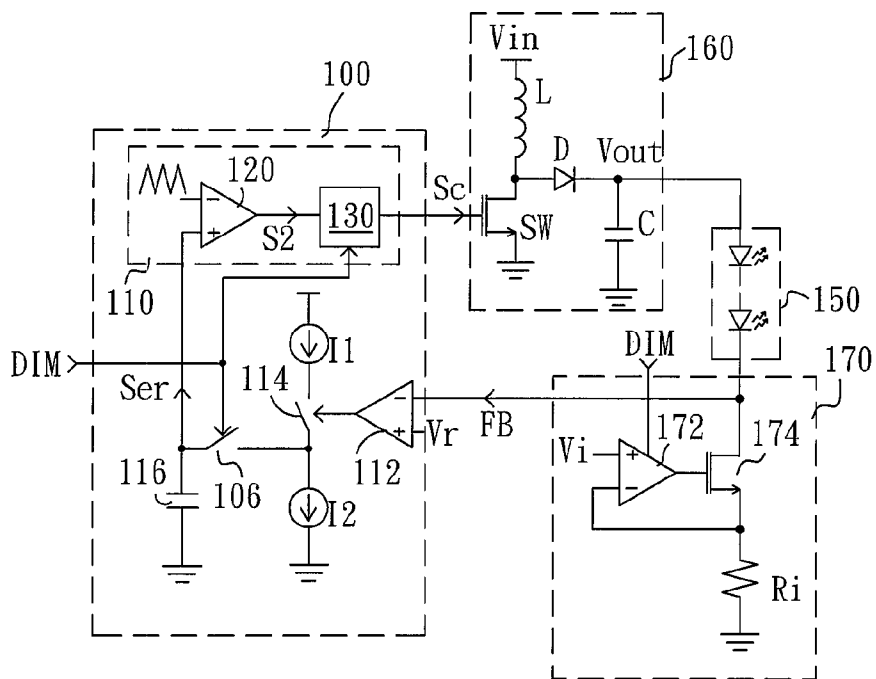 Vin
160
100
L
D
Vout
120
Sc
130
S2
SW
C
110
150
I1
DIM
DIM
170
Ser
114
FB
Vr
112
Vi
172
174
116
106
I2
Ri